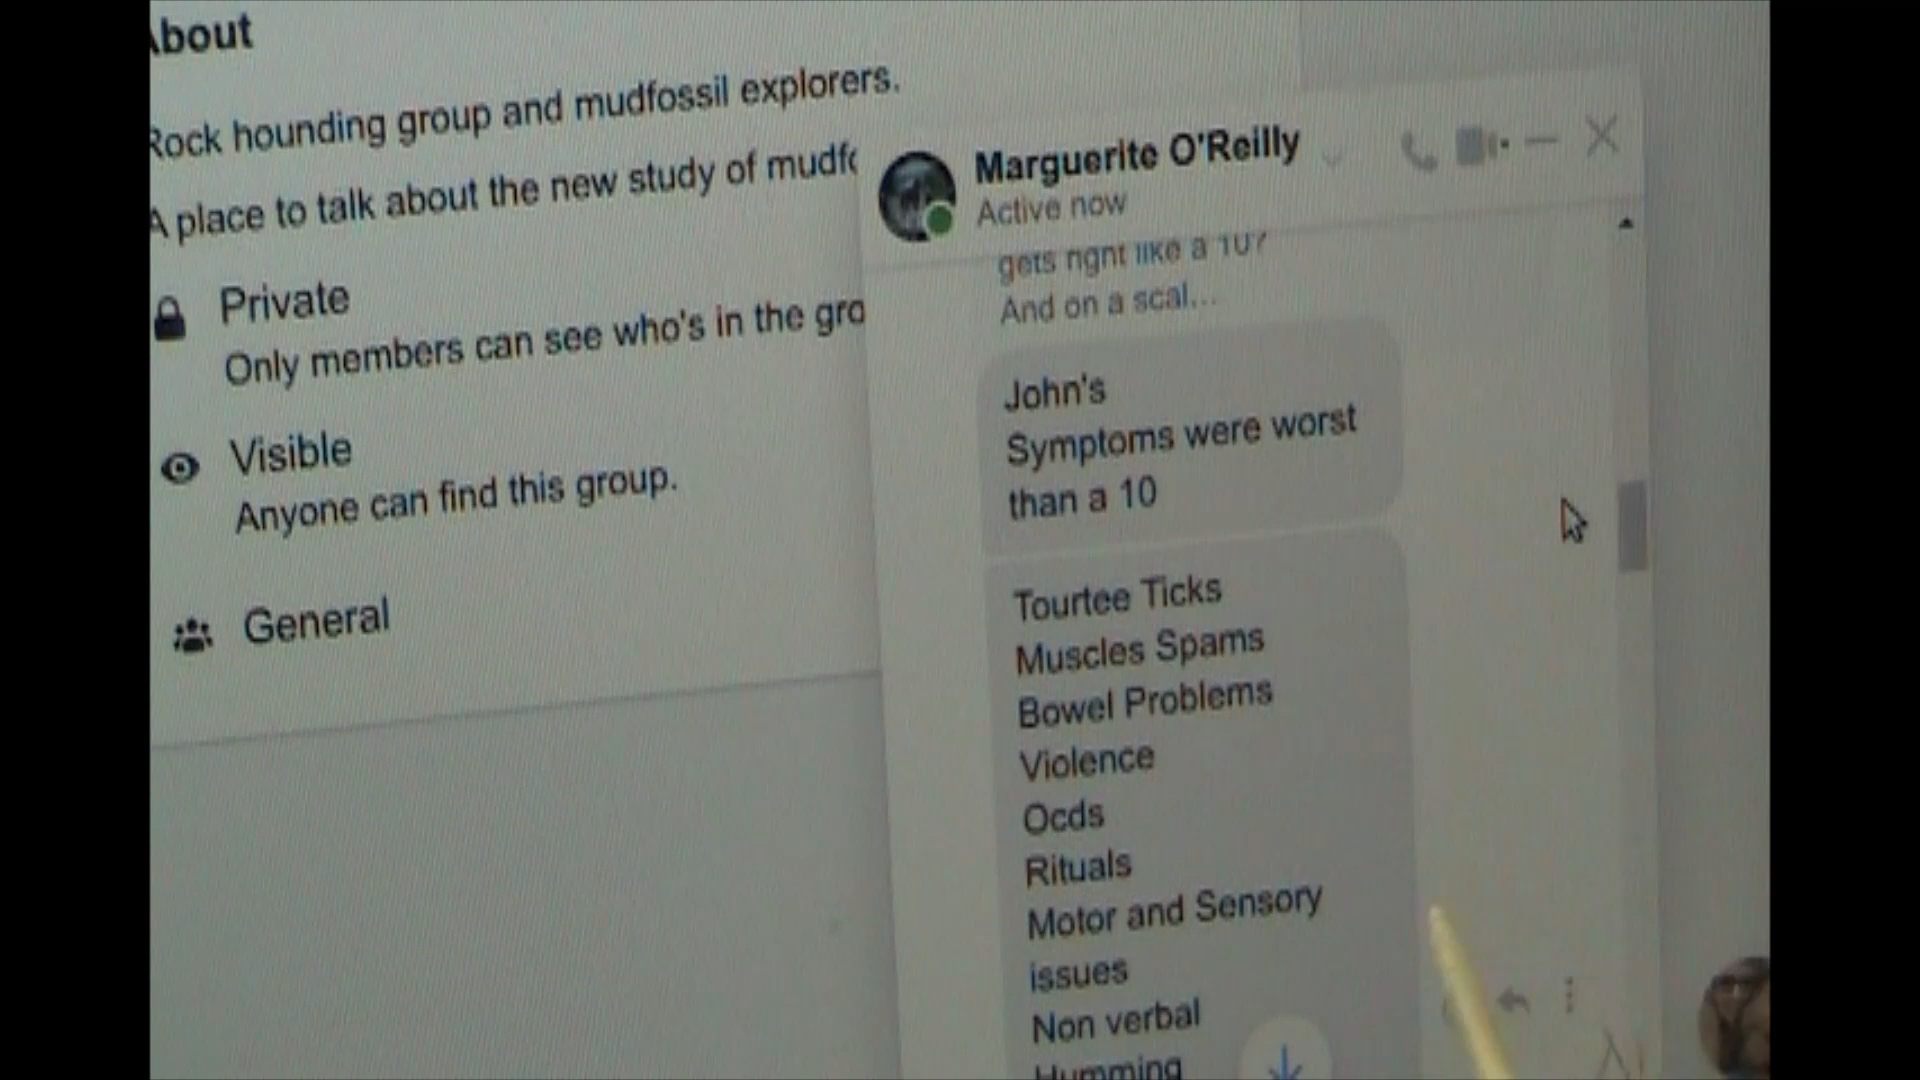 About
Rock hounding group and mudfossil explorers.
A place to talk about the new study of mudfo
Private
Only members can see who's in the gro
Visible
Anyone can find this group.
General
Marguerite O'Reilly
Active now
gets right like a 10?
And on a scal...
John's
Symptoms were worst
than a 10
Tourtee Ticks
Muscles Spams
Bowel Problems
Violence
Ocds
Rituals
Motor and Sensory
issues
Non verbal
Humming